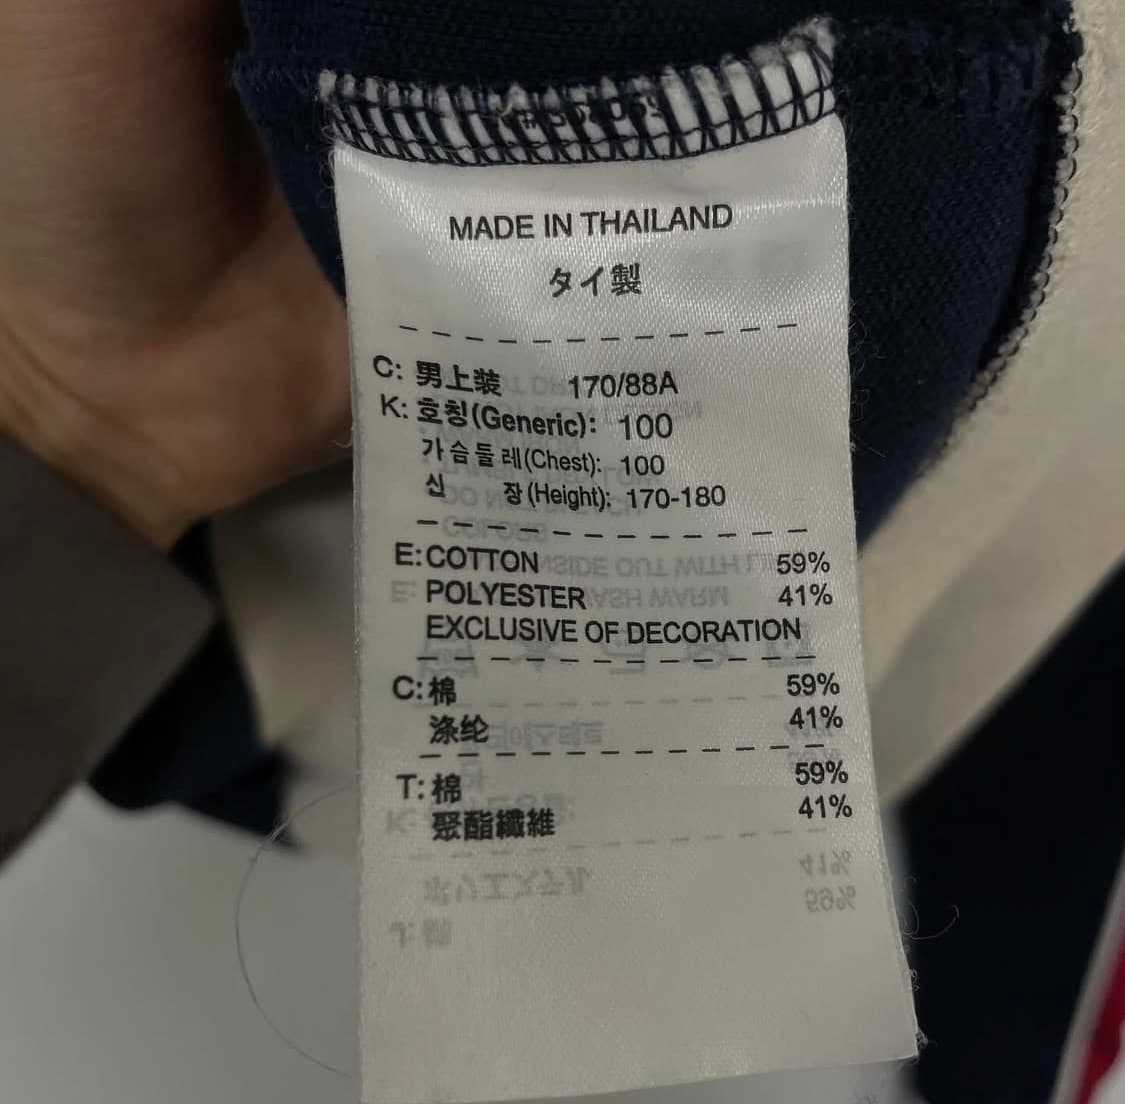 MADE IN THAILAND
タイ製
C: 男上装 170/88A
K: 호칭(Generic): 100
가슴둘레(Chest): 100
신 장(Height): 170-180
E: COTTON 59%
POLYESTER 41%
EXCLUSIVE OF DECORATION
C: 棉 59%
涤纶 41%
T: 棉 59%
聚酯纖維 41%